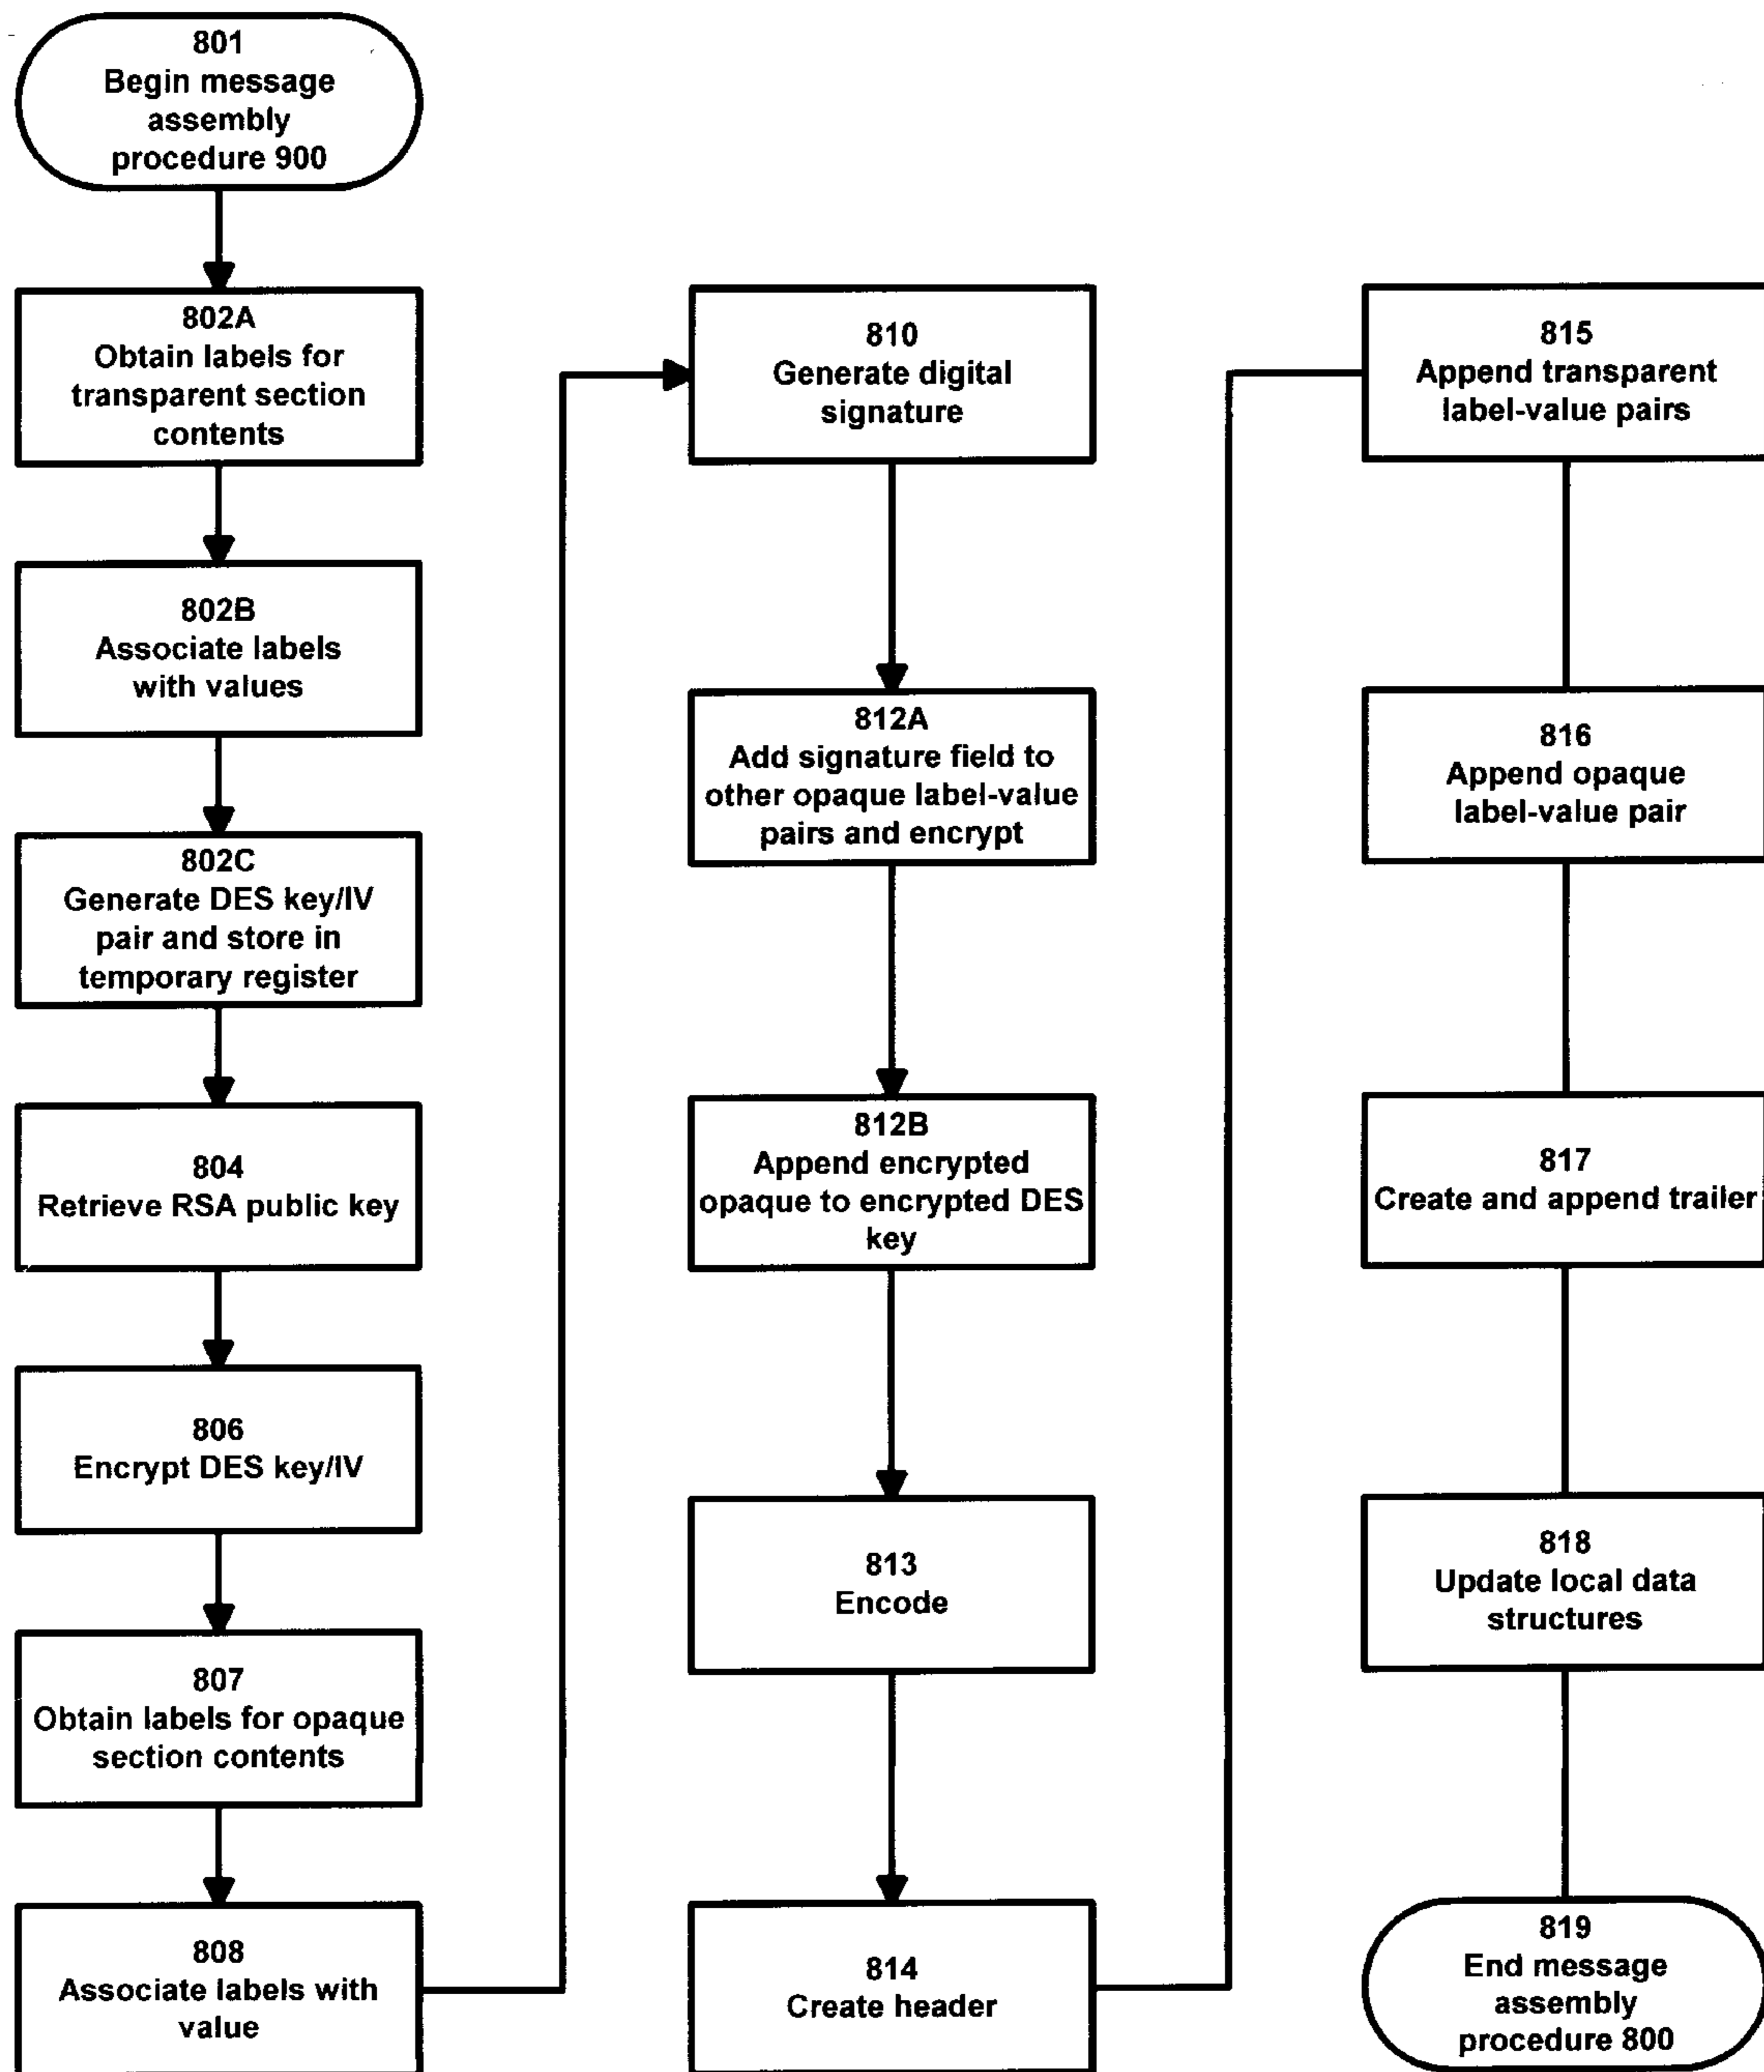 801
Begin message
assembly
procedure 900
802A
Obtain labels for
transparent section
contents
802B
Associate labels
with values
802C
Generate DES key/IV
pair and store in
temporary register
804
Retrieve RSA public key
806
Encrypt DES key/IV
807
Obtain labels for opaque
section contents
808
Associate labels with
value
810
Generate digital
signature
812A
Add signature field to
other opaque label-value
pairs and encrypt
812B
Append encrypted
opaque to encrypted DES
key
813
Encode
814
Create header
815
Append transparent
label-value pairs
816
Append opaque
label-value pair
817
Create and append trailer
818
Update local data
structures
819
End message
assembly
procedure 800